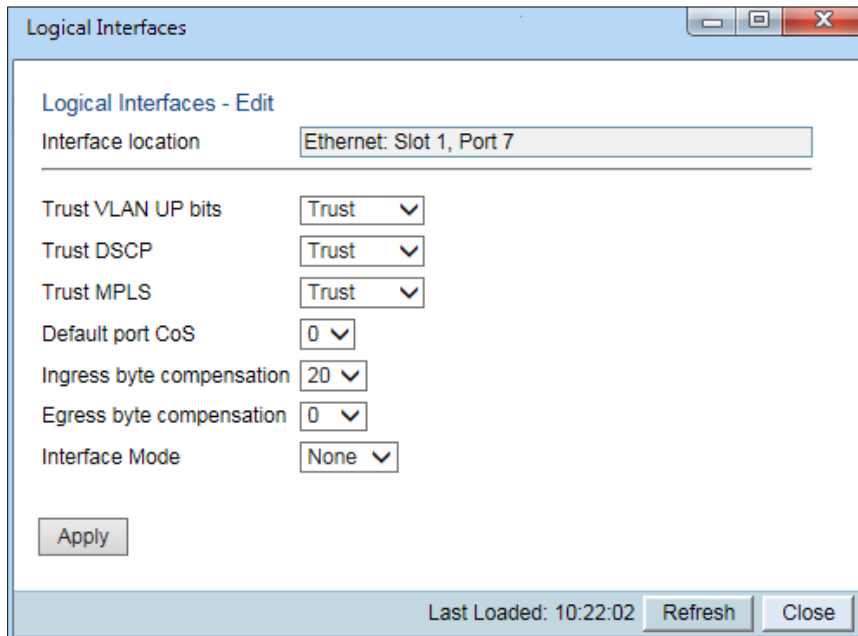 Logical Interfaces
Logical Interfaces - Edit
Interface location Ethernet: Slot 1, Port 7
Trust VLAN UP bits Trust
Trust DSCP Trust
Trust MPLS Trust
Default port CoS 0
Ingress byte compensation 20
Egress byte compensation 0
Interface Mode None
Apply
Last Loaded: 10:22:02 Refresh Close